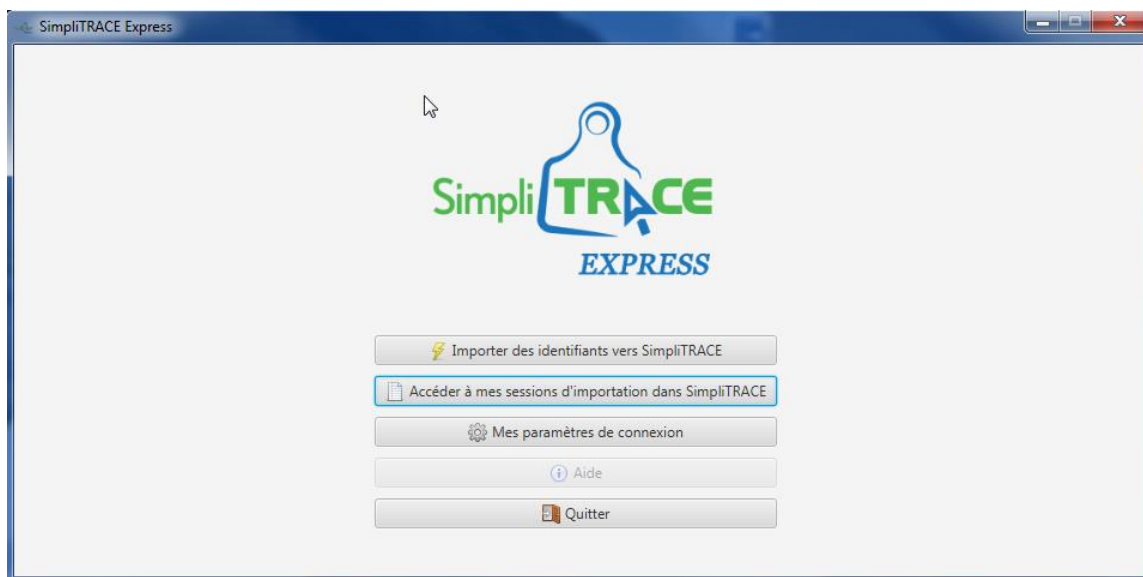 SimpliTRACE Express
Simpli TRACE
EXPRESS
Importer des identifiants vers SimpliTRACE
Accéder à mes sessions d'importation dans SimpliTRACE
Mes paramètres de connexion
Aide
Quitter